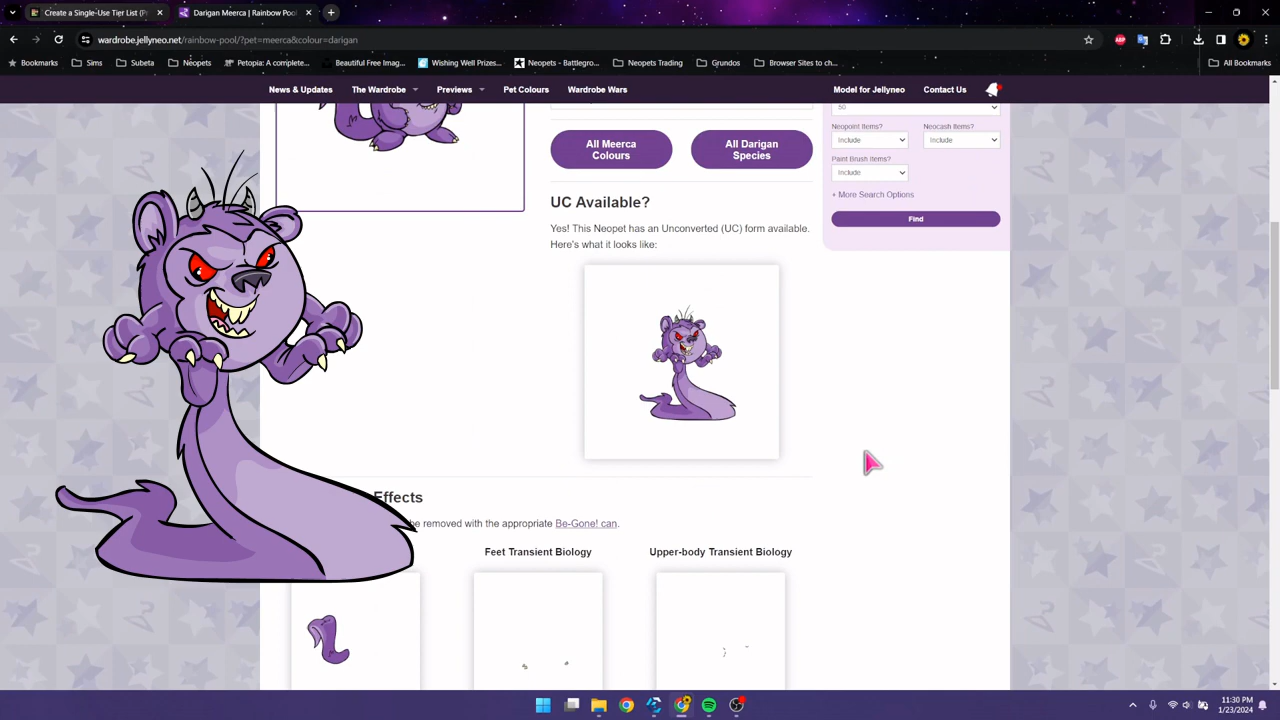 Create a Single-Use Tier List (P
Darigan Meerca | Rainbow Poo
wardrobe.jellyneo.net/rainbow-pool/?pet=meerca&colour=darigan
Bookmarks
Sims
Subeta
Neopets
Petopia: A complete...
Beautiful Free Imag...
Wishing Well Prizes...
Neopets - Battlegro...
Neopets Trading
Grundos
Browser Sites to ch...
All Bookmarks
News & Updates
The Wardrobe
Previews
Pet Colours
Wardrobe Wars
Model for Jellyneo
Contact Us
50
Neopoint Items?
Neocash Items?
Include
Include
Paint Brush Items?
Include
+ More Search Options
Find
All Meerca
Colours
All Darigan
Species
UC Available?
Yes! This Neopet has an Unconverted (UC) form available.
Here's what it looks like:
Effects
be removed with the appropriate Be-Gone! can.
Feet Transient Biology
Upper-body Transient Biology
11:30 PM
1/23/2024